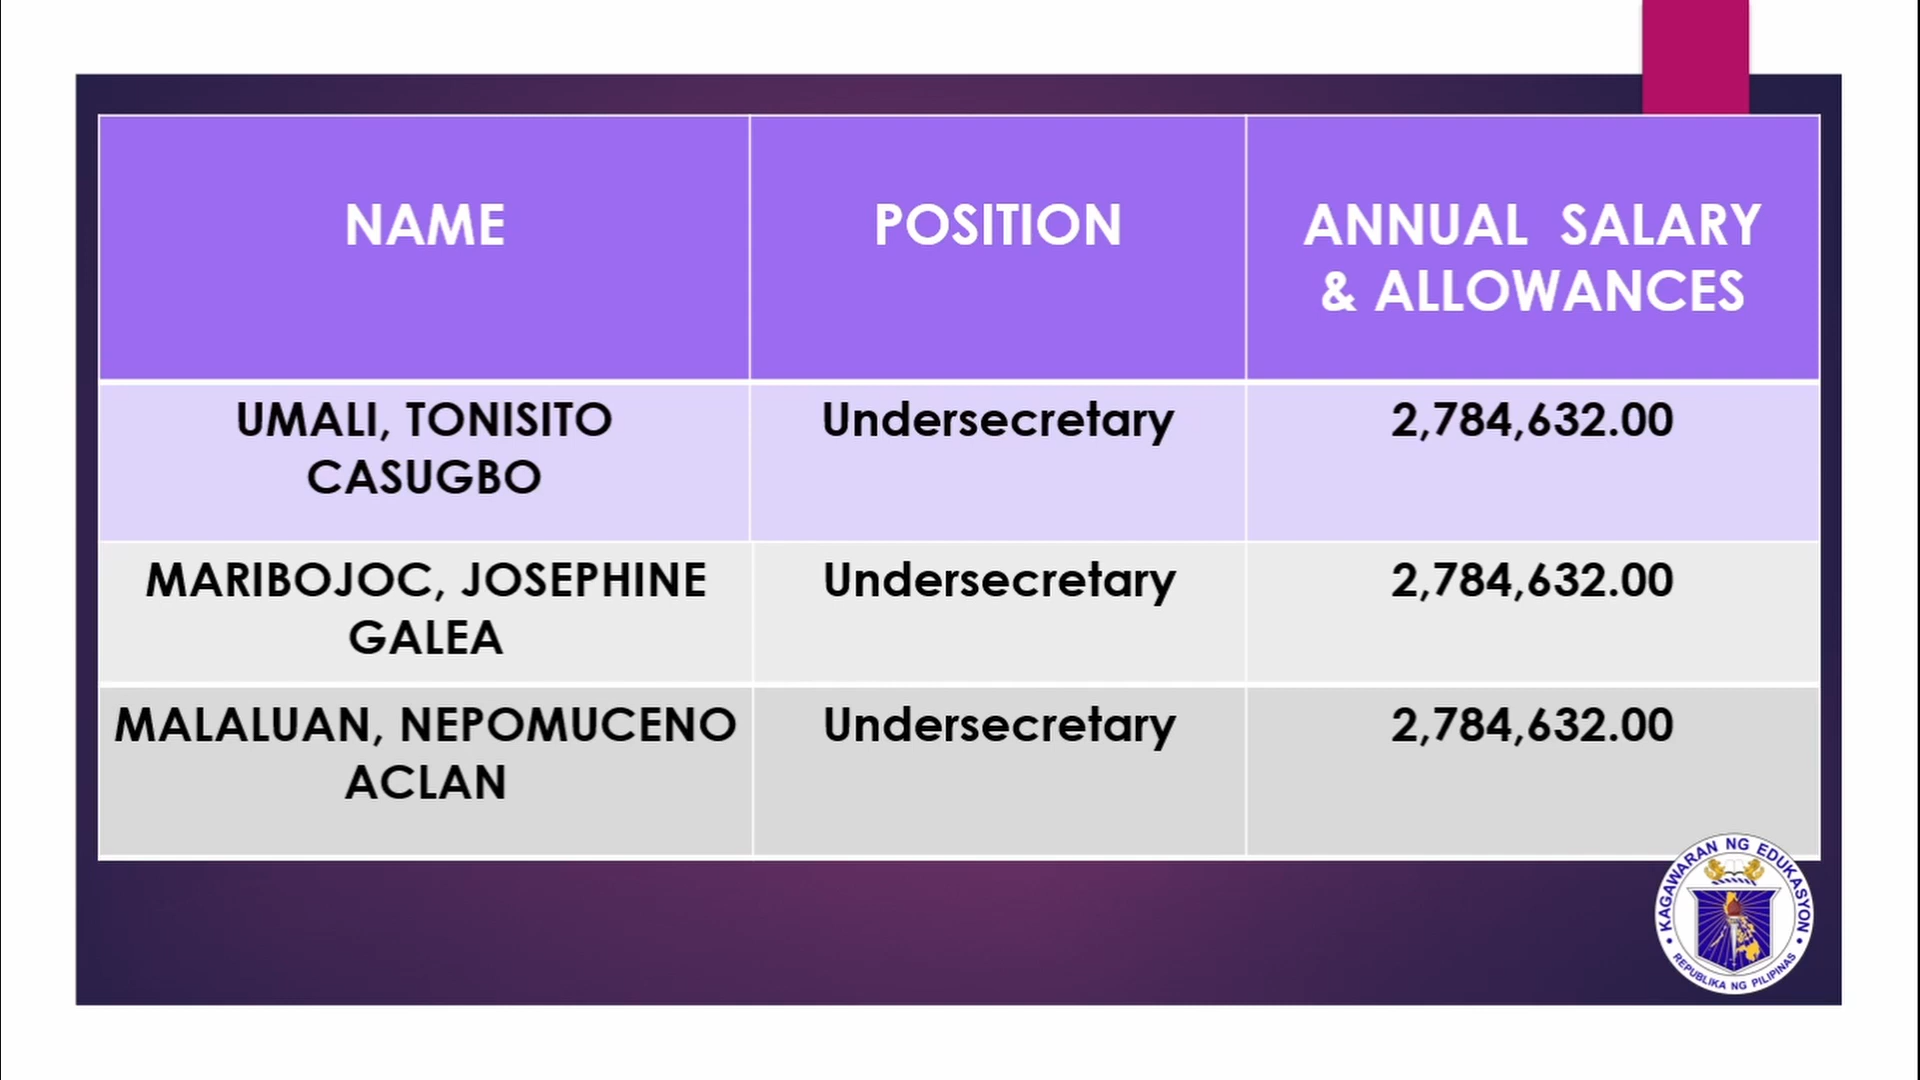 NAME
POSITION
ANNUAL SALARY
& ALLOWANCES
UMALI, TONISITO
CASUGBO
Undersecretary
2,784,632.00
MARIBOJOC, JOSEPHINE
GALEA
Undersecretary
2,784,632.00
MALALUAN, NEPOMUCENO
ACLAN
Undersecretary
2,784,632.00
KAGAWARAN NG EDUKASYON
REPUBLIKA NG PILIPINAS